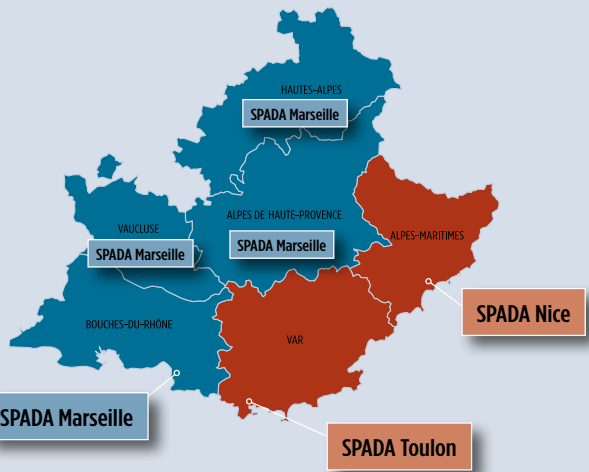 HAUTES-ALPES
SPADA Marseille
ALPES DE HAUTE-PROVENCE
VAUCLUSE
ALPES-MARITIMES
SPADA Marseille
SPADA Marseille
SPADA Nice
BOUCHES-DU-RHÔNE
VAR
SPADA Marseille
SPADA Toulon